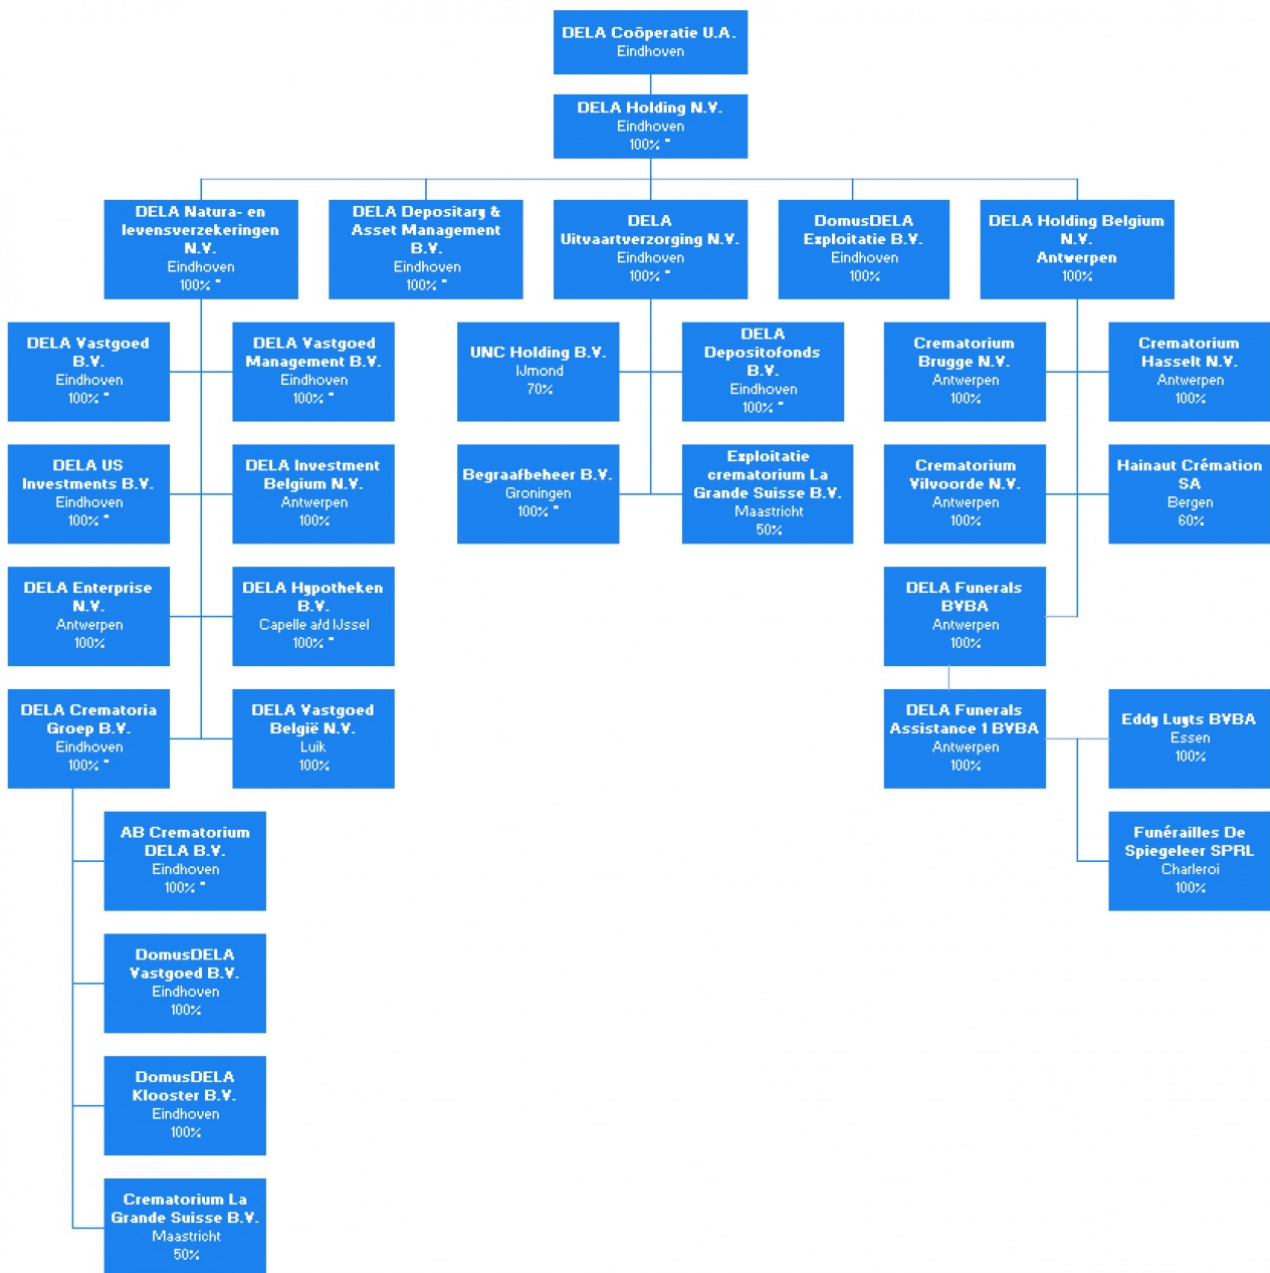 DELA Coöperatie U.A.
Eindhoven
DELA Holding N.V.
Eindhoven
100% *
DELA Natura- en
levensverzekeringen
N.V.
Eindhoven
100% *
DELA Depositary &
Asset Management
B.V.
Eindhoven
100% *
DELA
Uitvaartverzorging N.V.
Eindhoven
100% *
DomusDELA
Exploitatie B.V.
Eindhoven
100%
DELA Holding Belgium
N.V.
Antwerpen
100%
DELA Vastgoed
B.V.
Eindhoven
100% *
DELA Vastgoed
Management B.V.
Eindhoven
100% *
UNC Holding B.V.
IJmond
70%
DELA
Depositofonds
B.V.
Eindhoven
100% *
Crematorium
Brugge N.V.
Antwerpen
100%
Crematorium
Hasselt N.V.
Antwerpen
100%
DELA US
Investments B.V.
Eindhoven
100% *
DELA Investment
Belgium N.V.
Antwerpen
100%
Begraafbeheer B.V.
Groningen
100% *
Exploitatie
crematorium La
Grande Suisse B.V.
Maastricht
50%
Crematorium
Vilvoorde N.V.
Antwerpen
100%
Hainaut Crémation
SA
Bergen
60%
DELA Enterprise
N.V.
Antwerpen
100%
DELA Hypotheken
B.V.
Capelle a/d IJssel
100% *
DELA Funerals
BVBA
Antwerpen
100%
DELA Crematoria
Groep B.V.
Eindhoven
100% *
DELA Vastgoed
België N.V.
Luik
100%
DELA Funerals
Assistance 1 BVBA
Antwerpen
100%
Eddy Luyts BVBA
Essen
100%
AB Crematorium
DELA B.V.
Eindhoven
100% *
Funérailles De
Spiegeleer SPRL
Charleroi
100%
DomusDELA
Vastgoed B.V.
Eindhoven
100%
DomusDELA
Klooster B.V.
Eindhoven
100%
Crematorium La
Grande Suisse B.V.
Maastricht
50%